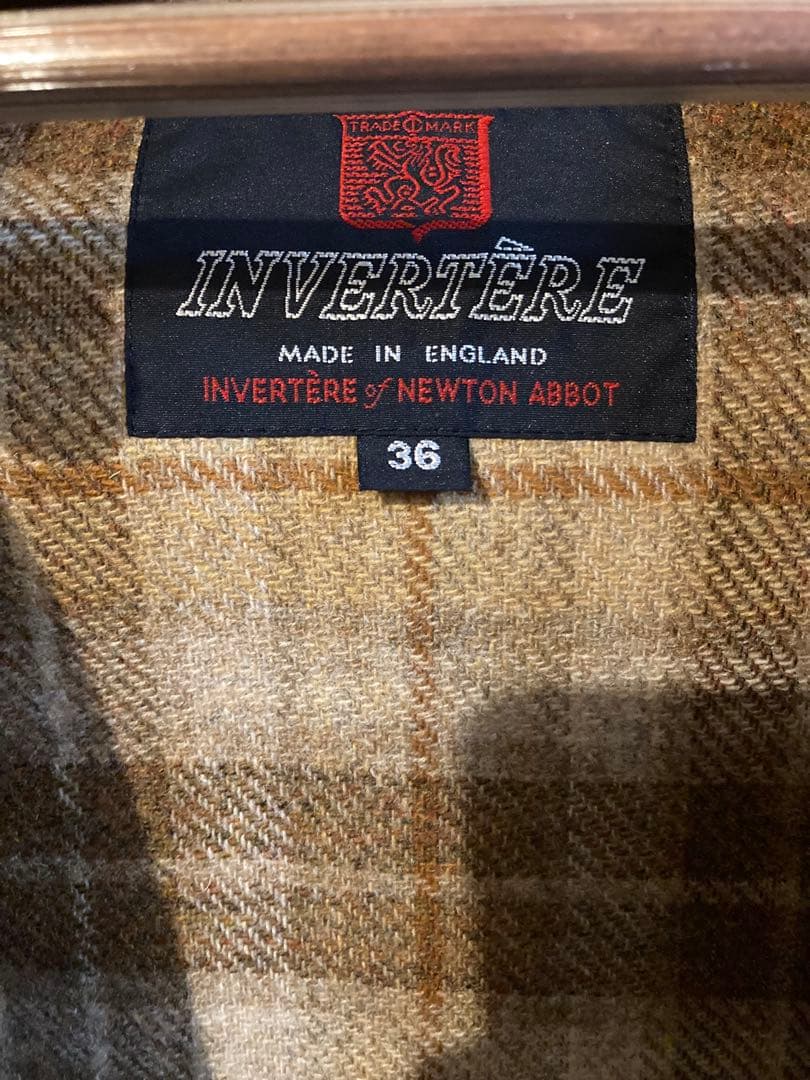 TRADE MARK
INVERTÈRE
MADE IN ENGLAND
INVERTÈRE of NEWTON ABBOT
36